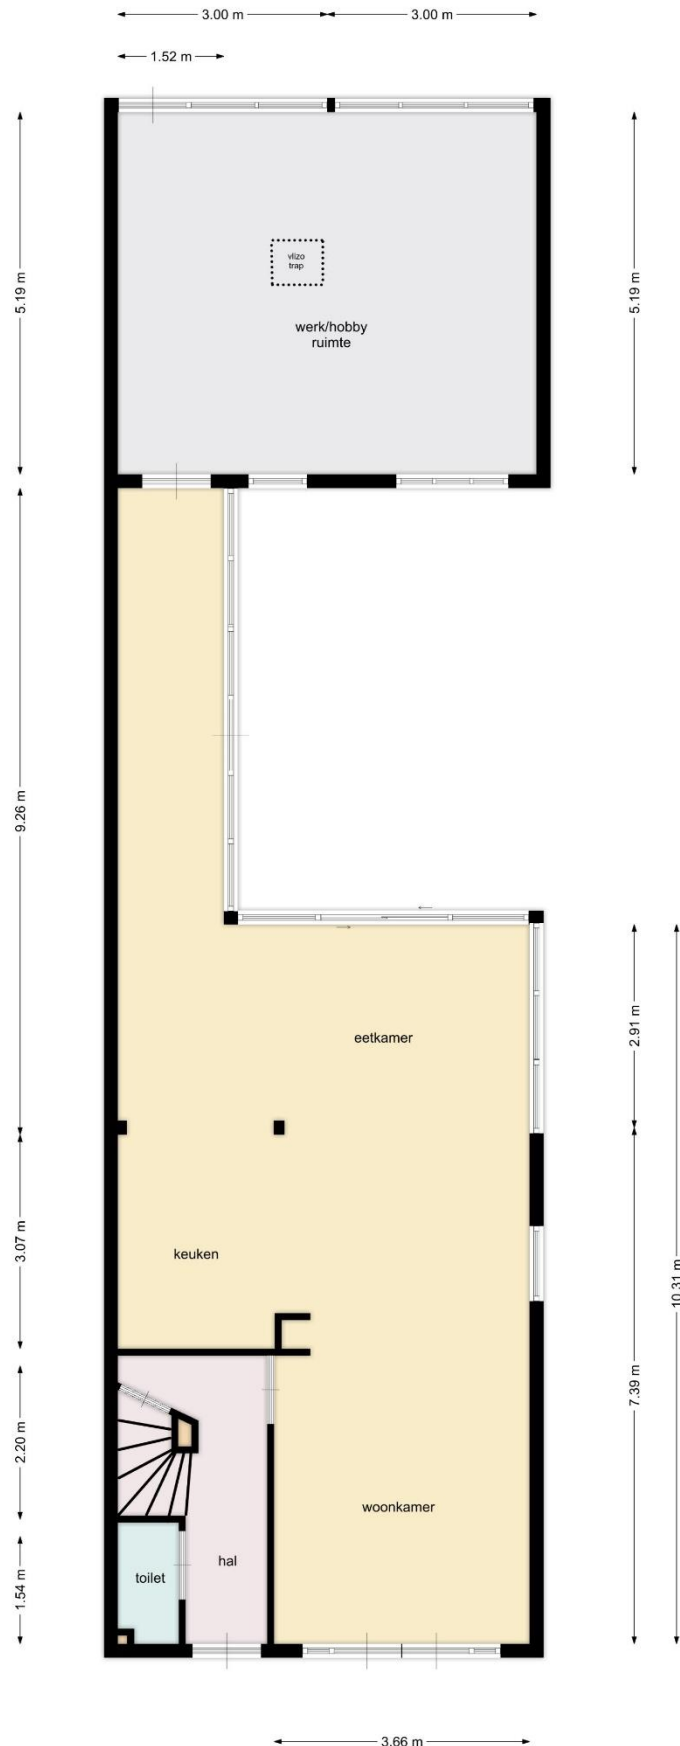 3.00 m
3.00 m
1.52 m
5.19 m
5.19 m
vlizo
trap
werk/hobby
ruimte
9.26 m
2.91 m
eetkamer
3.07 m
keuken
10.31 m
7.39 m
2.20 m
woonkamer
hal
toilet
1.54 m
3.66 m